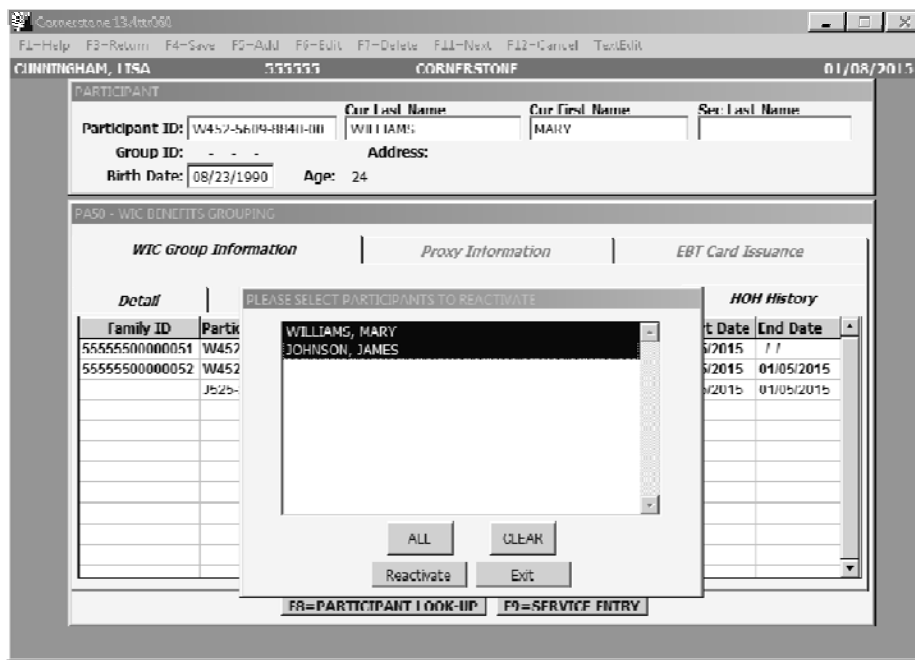 Cornerstone 13.4ttr060
F1=Help F3=Return F4=Save F5=Add F6=Edit F7=Delete F11=Next F12=Cancel TextEdit
CUNNINGHAM, LISA 555555 CORNERSTONE 01/08/2015
PARTICIPANT
Cur Last Name Cur First Name Sec Last Name
Participant ID: W452-5609-8840-00 WILLIAMS MARY
Group ID: - - - Address:
Birth Date: 08/23/1990 Age: 24
PA50 - WIC BENEFITS GROUPING
WIC Group Information Proxy Information EBT Card Issuance
Detail HOH History
PLEASE SELECT PARTICIPANTS TO REACTIVATE
Family ID Partic t Date End Date
55555500000051 W452 5/2015 / /
55555500000052 W452 5/2015 01/05/2015
J525- 5/2015 01/05/2015
WILLIAMS, MARY
JOHNSON, JAMES
ALL CLEAR
Reactivate Exit
F8=PARTICIPANT LOOK-UP F9=SERVICE ENTRY